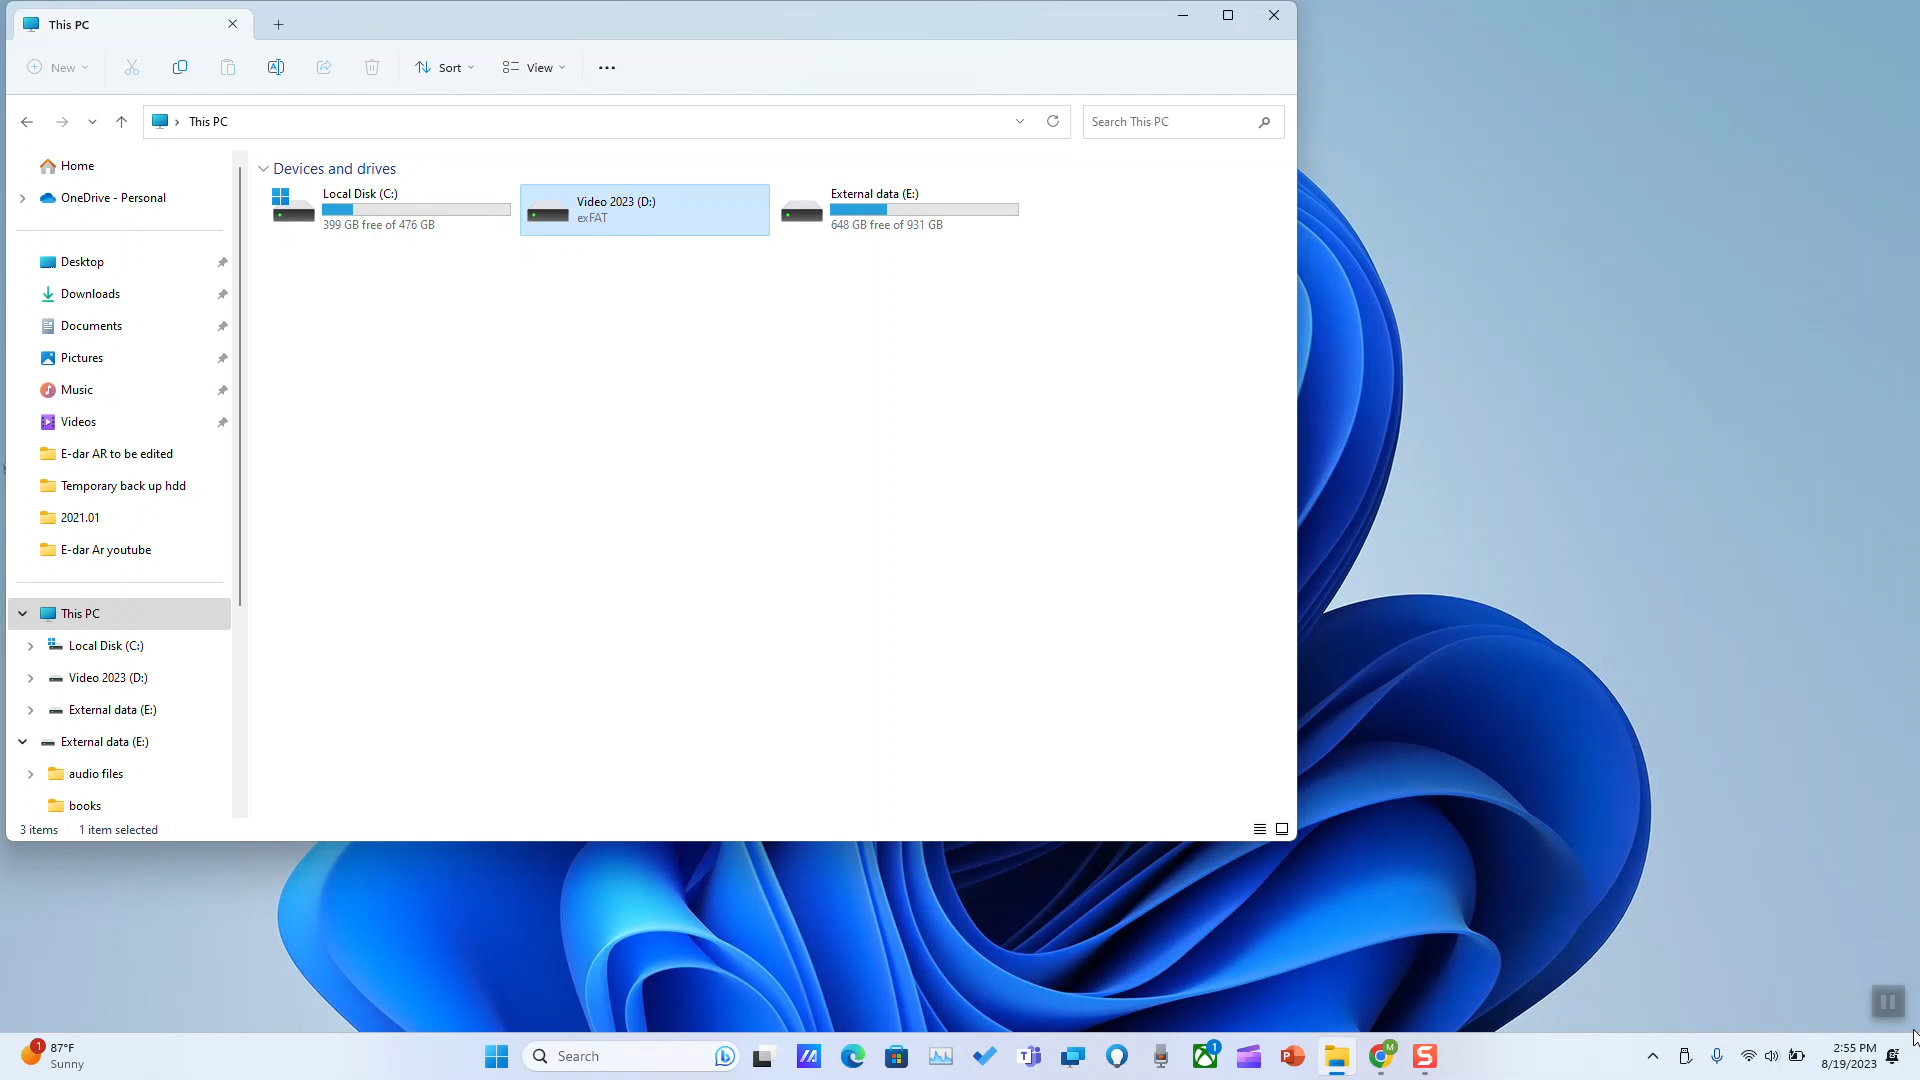 This PC
New
Sort
View
This PC
Search This PC
Home
OneDrive - Personal
Desktop
Downloads
Documents
Pictures
Music
Videos
E-dar AR to be edited
Temporary back up hdd
2021.01
E-dar Ar youtube
This PC
Local Disk (C:)
Video 2023 (D:)
External data (E:)
External data (E:)
audio files
books
Devices and drives
Local Disk (C:)
399 GB free of 476 GB
Video 2023 (D:)
exFAT
External data (E:)
648 GB free of 931 GB
3 items
1 item selected
1
87°F
Sunny
Search
1
M
S
2:55 PM
8/19/2023